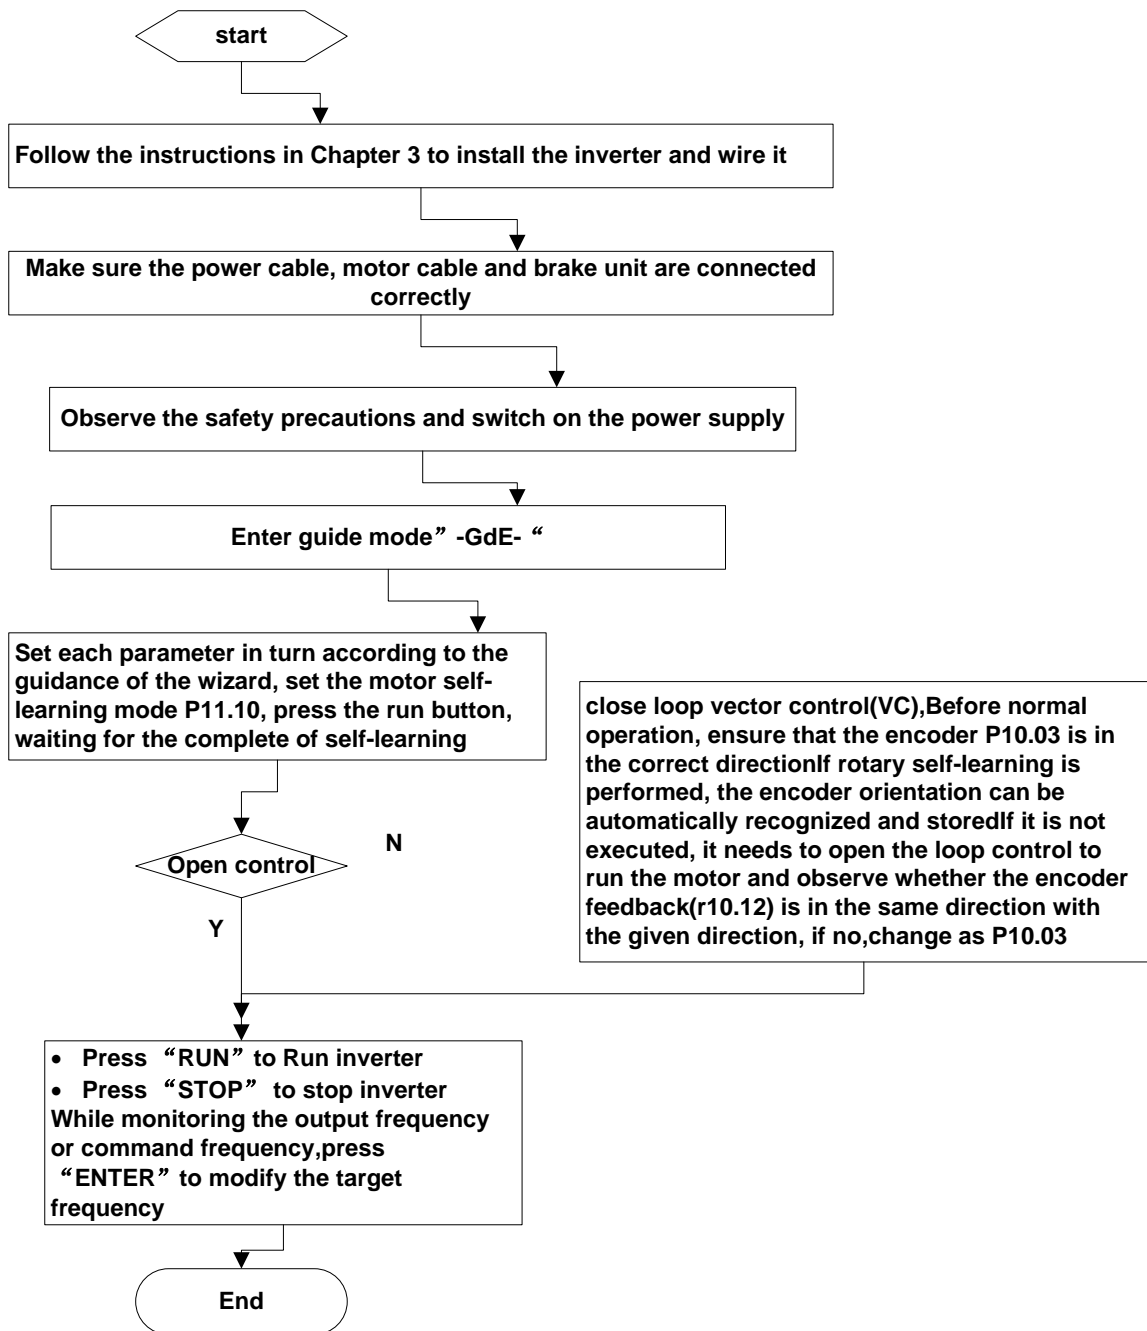 start
Follow the instructions in Chapter 3 to install the inverter and wire it
Make sure the power cable, motor cable and brake unit are connected
correctly
Observe the safety precautions and switch on the power supply
Enter guide mode” -GdE- “
Set each parameter in turn according to the
guidance of the wizard, set the motor self-
learning mode P11.10, press the run button,
waiting for the complete of self-learning
Open control
N
Y
close loop vector control(VC),Before normal
operation, ensure that the encoder P10.03 is in
the correct directionIf rotary self-learning is
performed, the encoder orientation can be
automatically recognized and storedIf it is not
executed, it needs to open the loop control to
run the motor and observe whether the encoder
feedback(r10.12) is in the same direction with
the given direction, if no,change as P10.03
• Press “RUN” to Run inverter
• Press “STOP” to stop inverter
While monitoring the output frequency
or command frequency,press
“ENTER” to modify the target
frequency
End